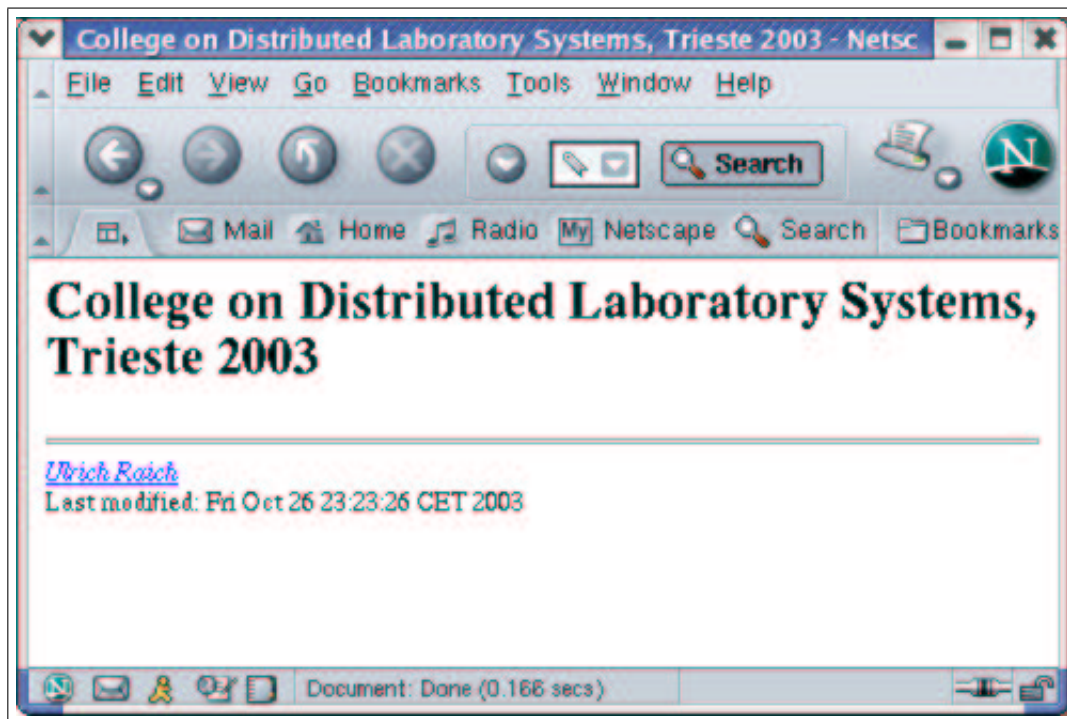 College on Distributed Laboratory Systems, Trieste 2003 - Netsc
File Edit View Go Bookmarks Tools Window Help
Search
N
Mail Home Radio My Netscape Search Bookmarks
College on Distributed Laboratory Systems,
Trieste 2003
Ulrich Raich
Last modified: Fri Oct 26 23:23:26 CET 2003
Document: Done (0.166 secs)